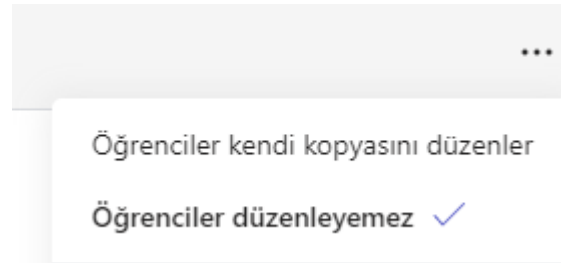 ...
Öğrenciler kendi kopyasını düzenler
Öğrenciler düzenleyemez